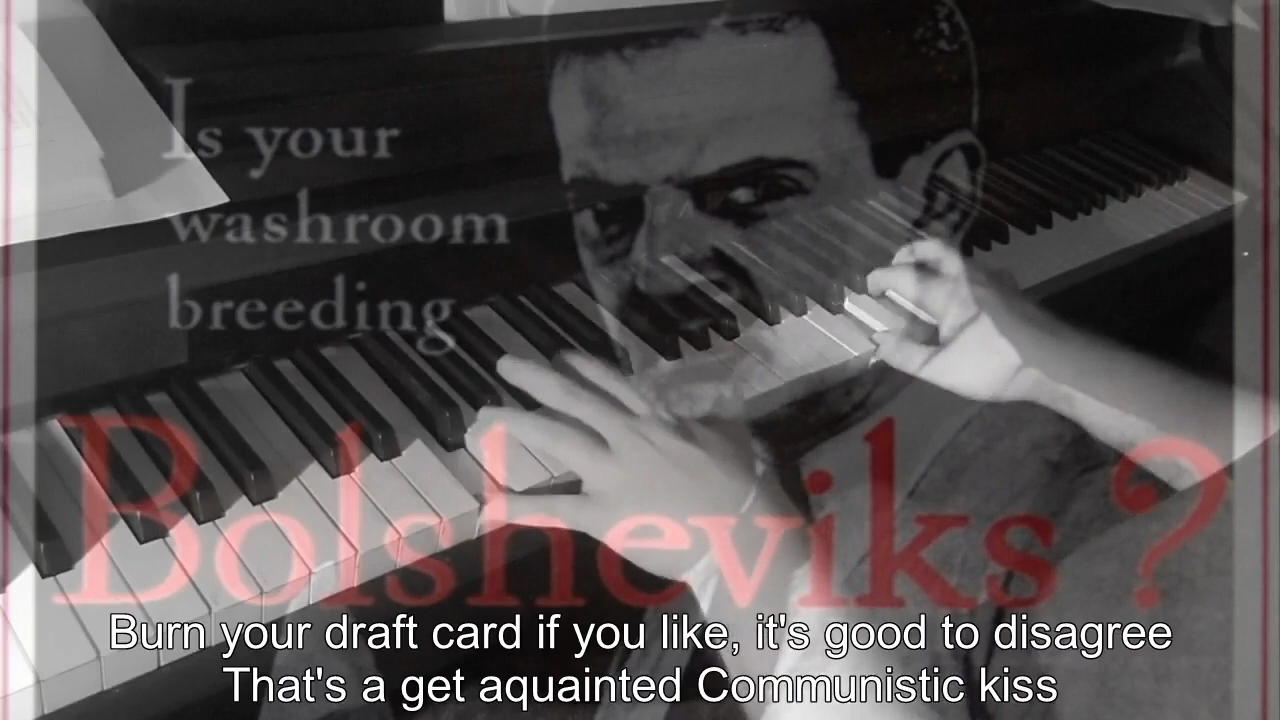 Is your
washroom
breeding
Bolsheviks?
Burn your draft card if you like, it's good to disagree
That's a get aquainted Communistic kiss